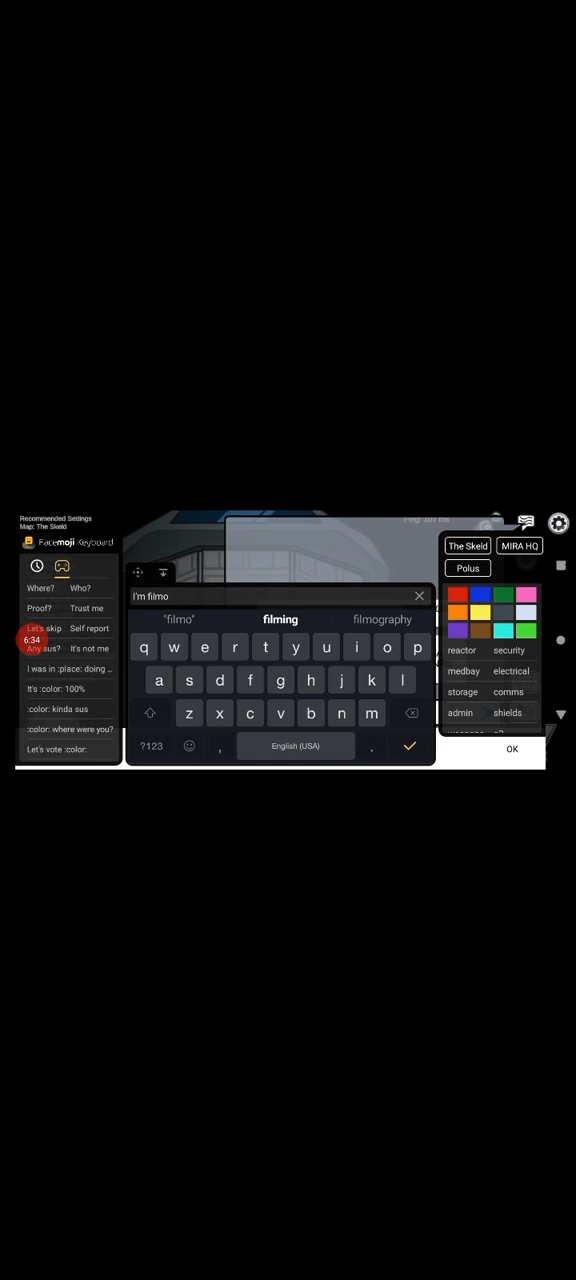 Recommended Settings
Map: The Skeld
Ping: 107 ms
Facemoji Keyboard
The Skeld MIRA HQ
Polus
Where? Who?
Proof? Trust me
Let's skip Self report
6:34
Any sus? It's not me
I was in :place: doing ...
It's :color: 100%
:color: kinda sus
:color: where were you?
Let's vote :color:
I'm filmo
"filmo" filming filmography
q w e r t y u i o p
a s d f g h j k l
z x c v b n m
?123 , English (USA) .
reactor security
medbay electrical
storage comms
admin shields
OK